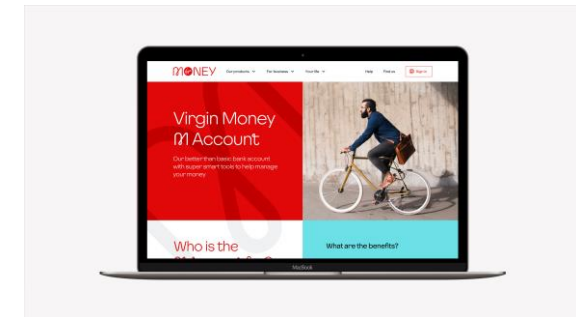 MONEY
Our products
For business
Your life
Help
Find us
Sign in
Virgin Money
M Account
Our better than basic bank account
with super smart tools to help manage
your money
Who is the
What are the benefits?
MacBook